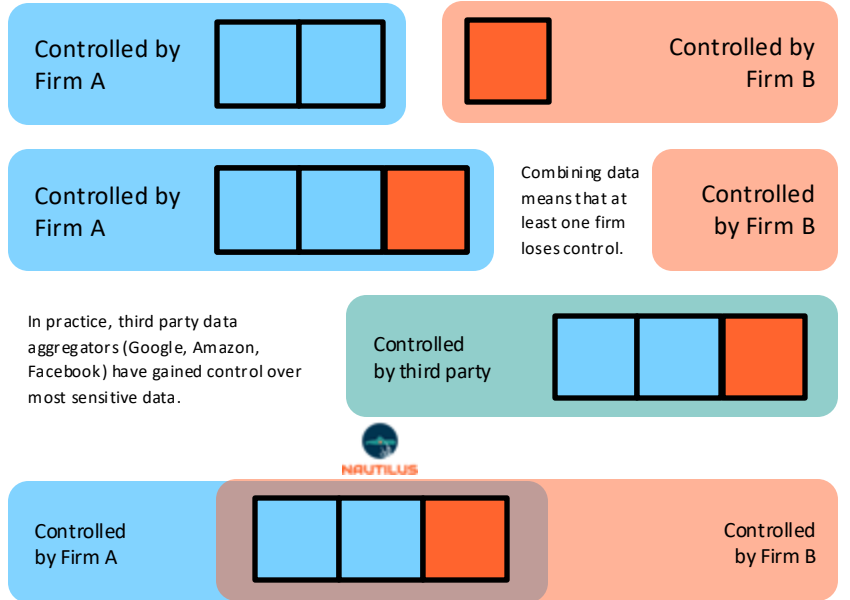 Controlled by
Firm A
Controlled by
Firm B
Controlled by
Firm A
Combining data
means that at
least one firm
loses control.
Controlled
by Firm B
In practice, third party data
aggregators (Google, Amazon,
Facebook) have gained control over
most sensitive data.
Controlled
by third party
NAUTILUS
Controlled
by Firm A
Controlled
by Firm B